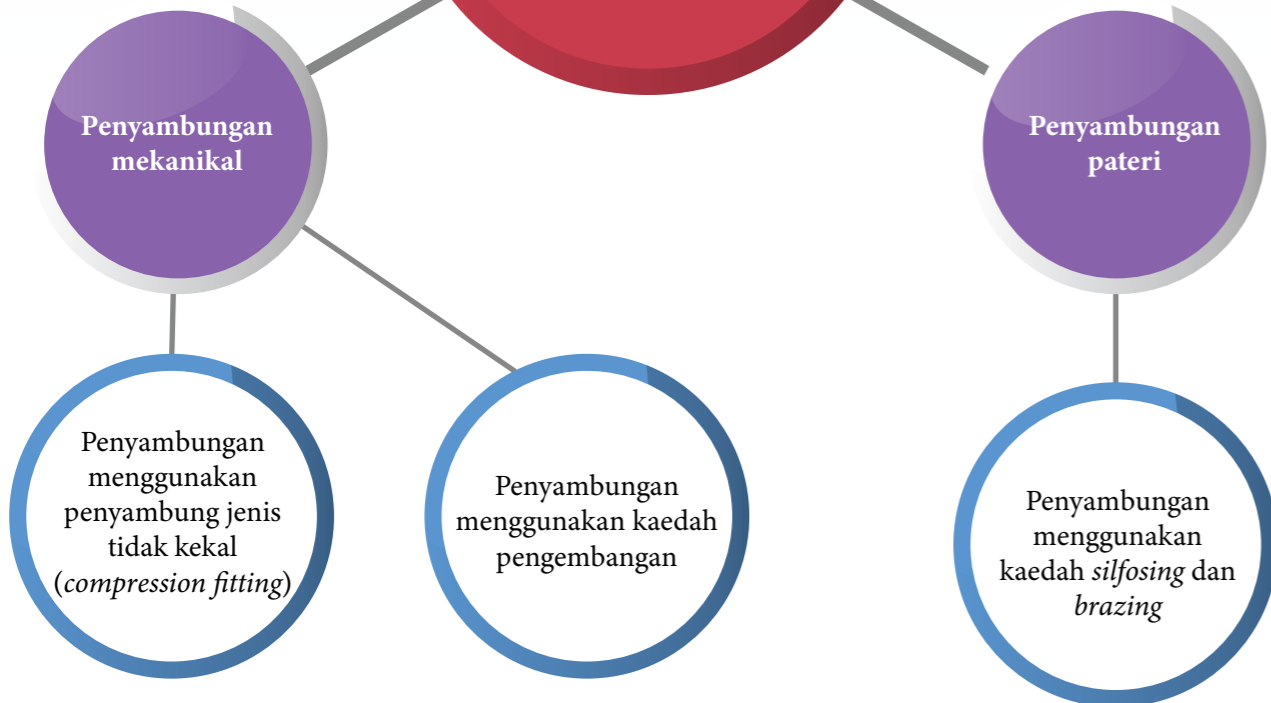 Penyambungan
mekanikal
Penyambungan
pateri
Penyambungan
menggunakan
penyambung jenis
tidak kekal
(compression fitting)
Penyambungan
menggunakan kaedah
pengembangan
Penyambungan
menggunakan
kaedah silfosing dan
brazing